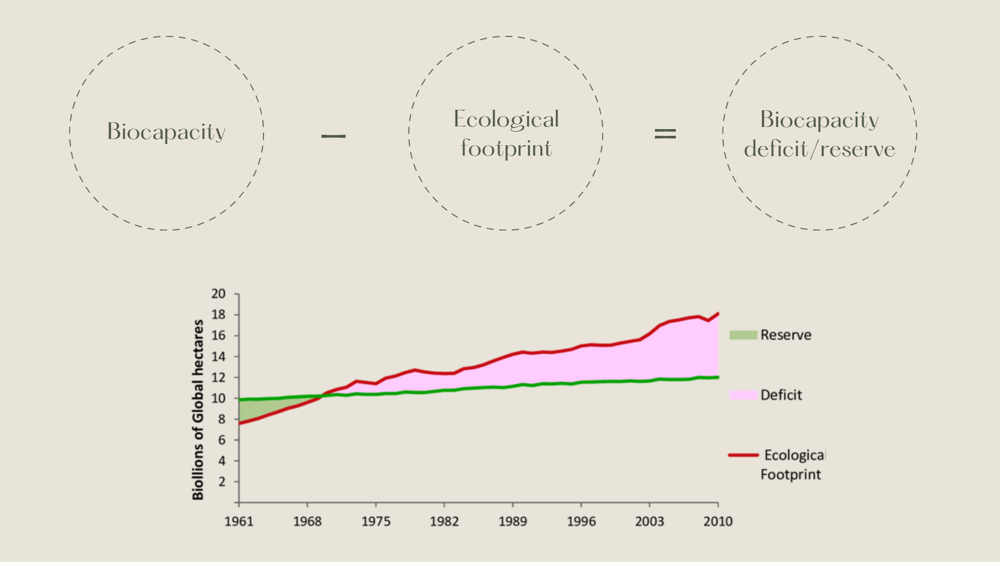 Biocapacity
—
Ecological
footprint
=
Biocapacity
deficit/reserve
Biollions of Global hectares
20
18
16
14
12
10
8
6
4
2
1961 1968 1975 1982 1989 1996 2003 2010
Reserve
Deficit
Ecological
Footprint